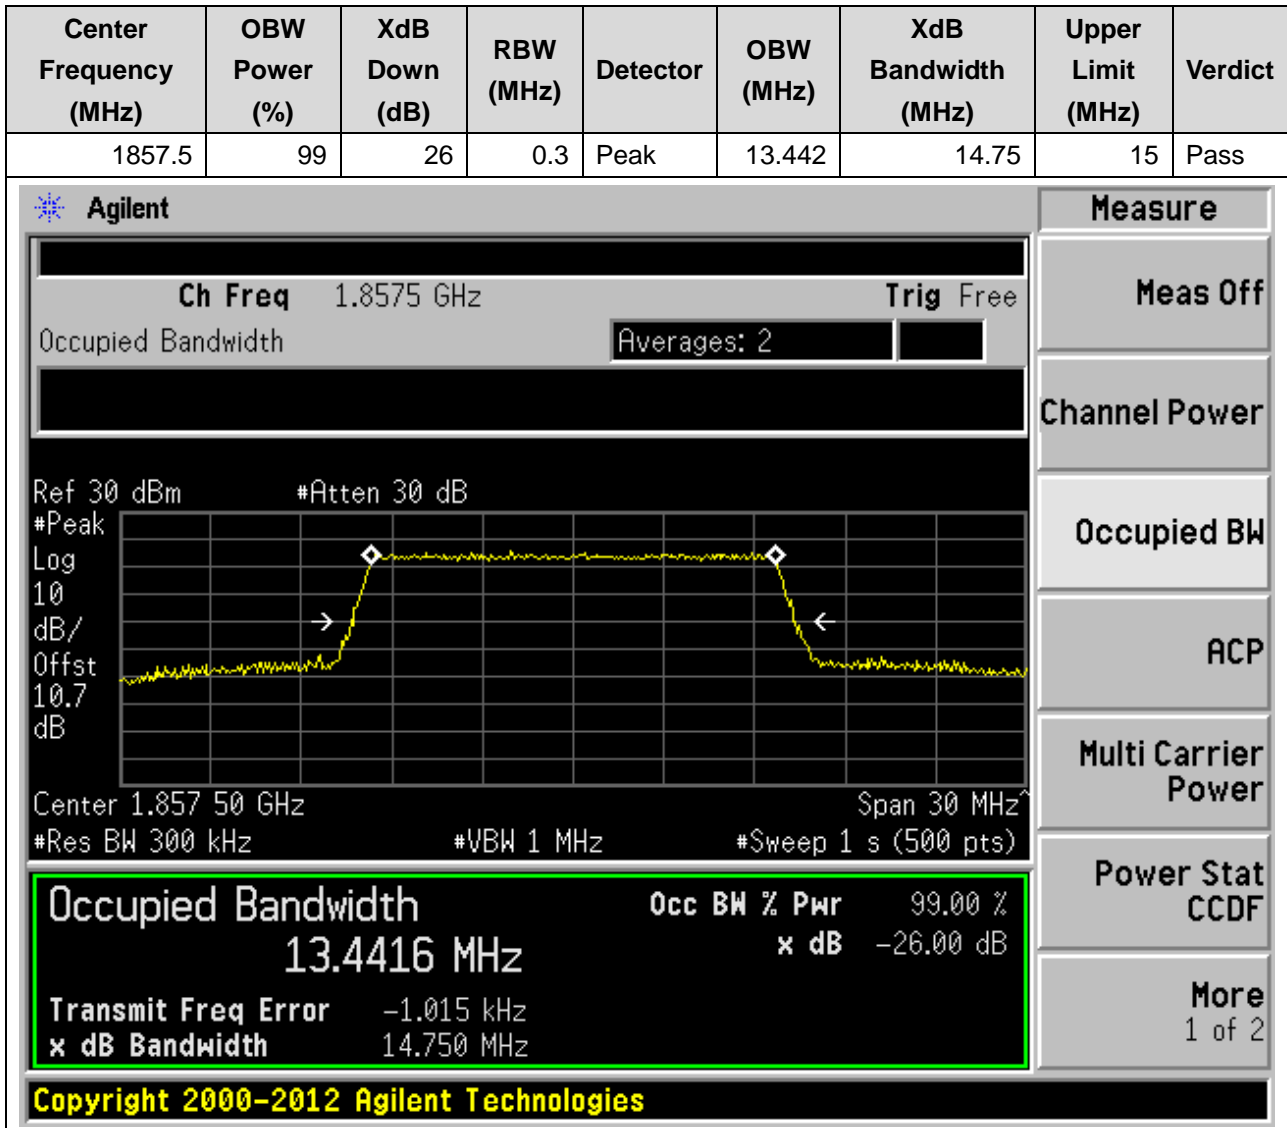 Center Frequency (MHz) OBW Power (%) XdB Down (dB) RBW (MHz) Detector OBW (MHz) XdB Bandwidth (MHz) Upper Limit (MHz) Verdict
1857.5 99 26 0.3 Peak 13.442 14.75 15 Pass
Agilent
Measure
Ch Freq 1.8575 GHz Trig Free
Meas Off
Occupied Bandwidth Averages: 2
Channel Power
Ref 30 dBm #Atten 30 dB
#Peak
Log
10
dB/
Offst
10.7
dB
Occupied BW
ACP
Multi Carrier
Power
Center 1.857 50 GHz Span 30 MHz^
#Res BW 300 kHz #VBW 1 MHz #Sweep 1 s (500 pts)
Power Stat
CCDF
Occupied Bandwidth Occ BW % Pwr 99.00 %
13.4416 MHz x dB -26.00 dB
Transmit Freq Error -1.015 kHz
x dB Bandwidth 14.750 MHz
More
1 of 2
Copyright 2000-2012 Agilent Technologies